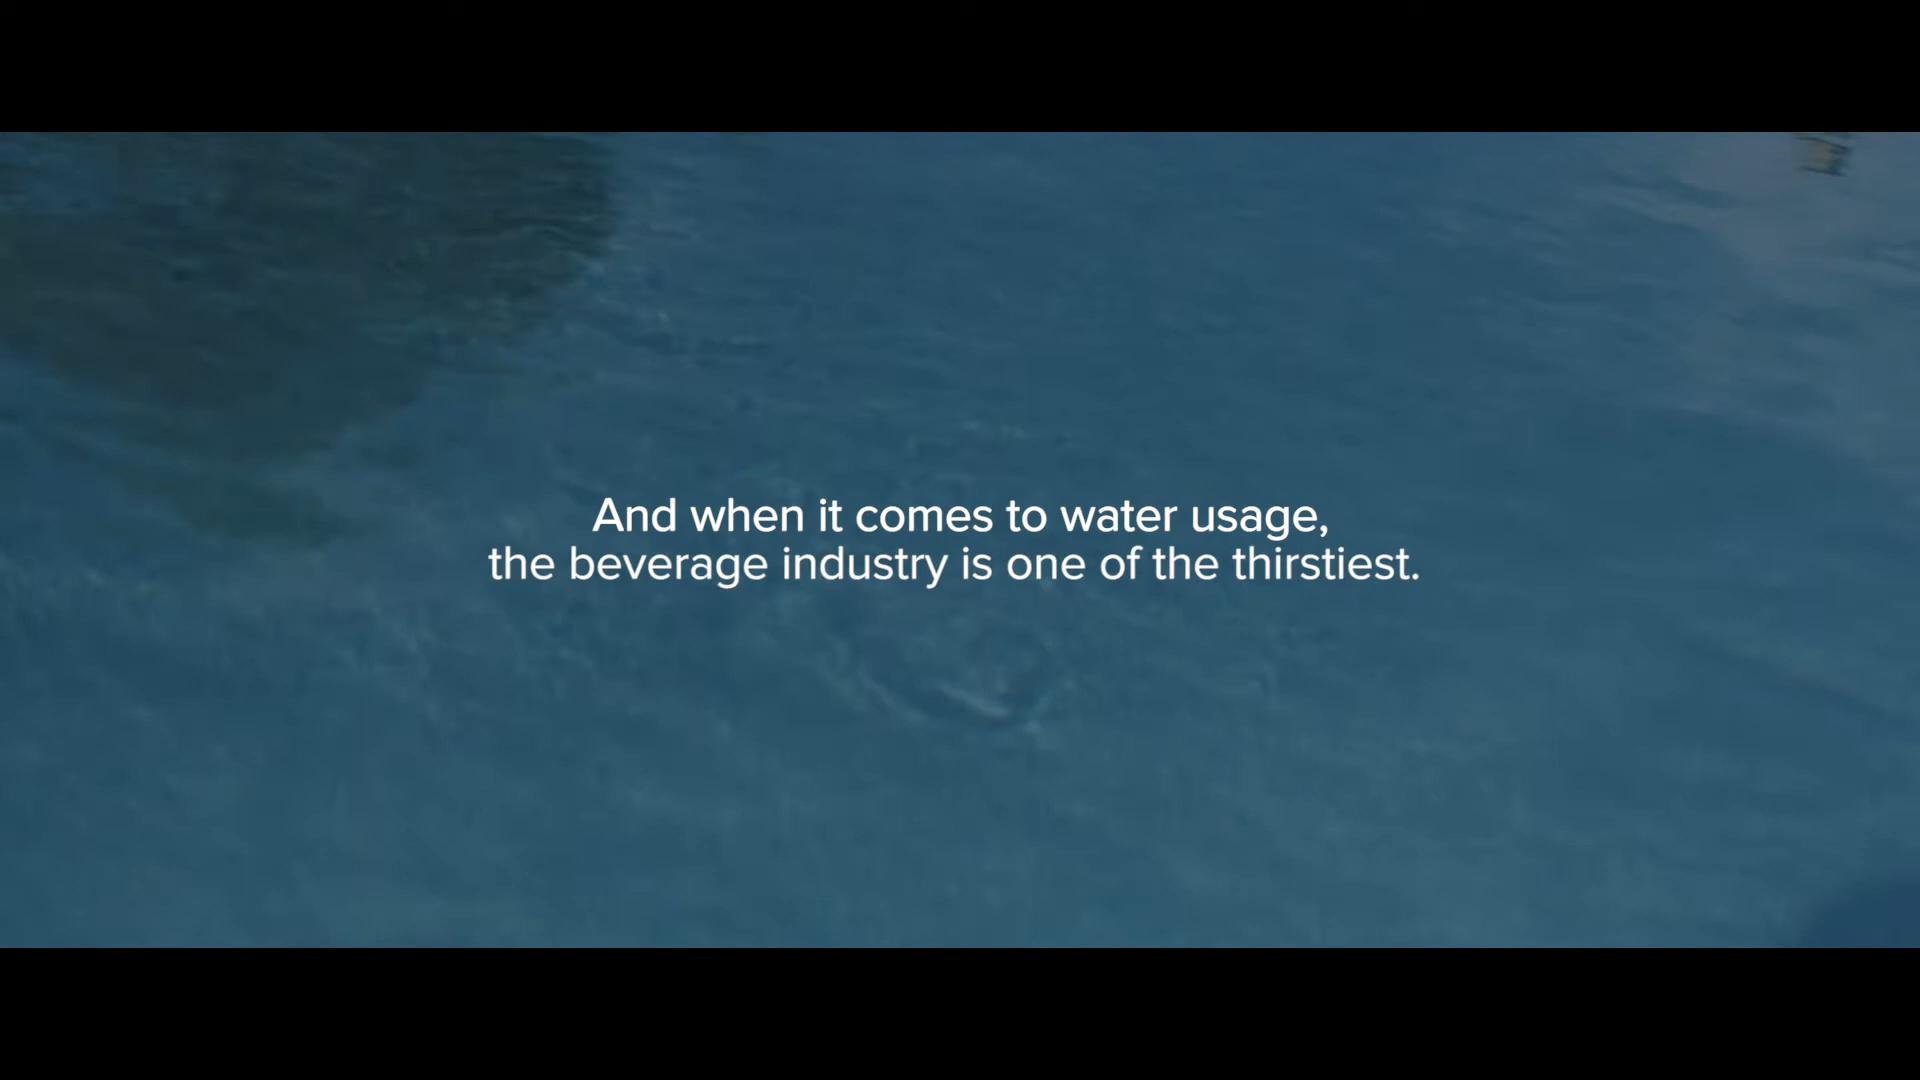 And when it comes to water usage,
the beverage industry is one of the thirstiest.